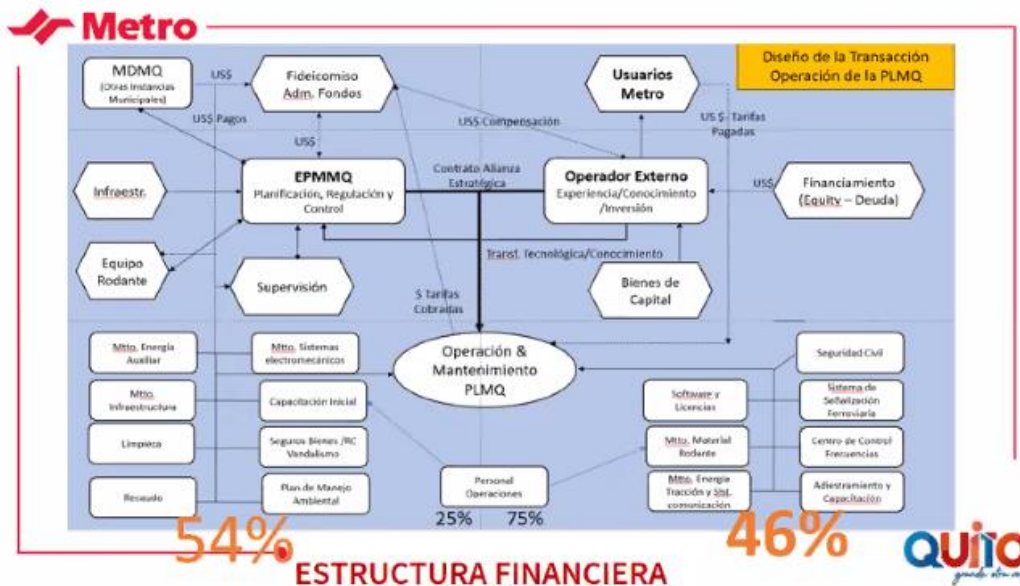 Metro
Diseño de la Transacción
Operación de la PLMQ
MDMQ
(Otras Instancias
Municipales)
US$
Fideicomiso
Adm. Fondos
Usuarios
Metro
US$ Pagos
US$
US$ Compensación
US $- Tarifas
Pagadas
Infraestr.
EPMMQ
Planificación, Regulación y
Control
Contrato Alianza
Estratégica
Operador Externo
Experiencia/Conocimiento
/Inversión
US$
Financiamiento
(Equity – Deuda)
Equipo
Rodante
Supervisión
Transf. Tecnológica/Conocimiento
Bienes de
Capital
$ Tarifas
Cobradas
Operación &
Mantenimiento
PLMQ
Mtto. Energía
Auxiliar
Mtto. Sistemas
electromecánicos
Seguridad Civil
Mtto.
Infraestructura
Capacitación Inicial
Software y
Licencias
Sistema de
Señalización
Ferroviaria
Limpieza
Seguros Bienes /RC
Vandalismo
Mtto. Material
Rodante
Centro de Control
Frecuencias
Recaudo
Plan de Manejo
Ambiental
Personal
Operaciones
Mtto. Energía
Tracción y Sist.
comunicación
Adiestramiento y
Capacitación
25% 75%
54%
46%
ESTRUCTURA FINANCIERA
Quito
grande otra vez